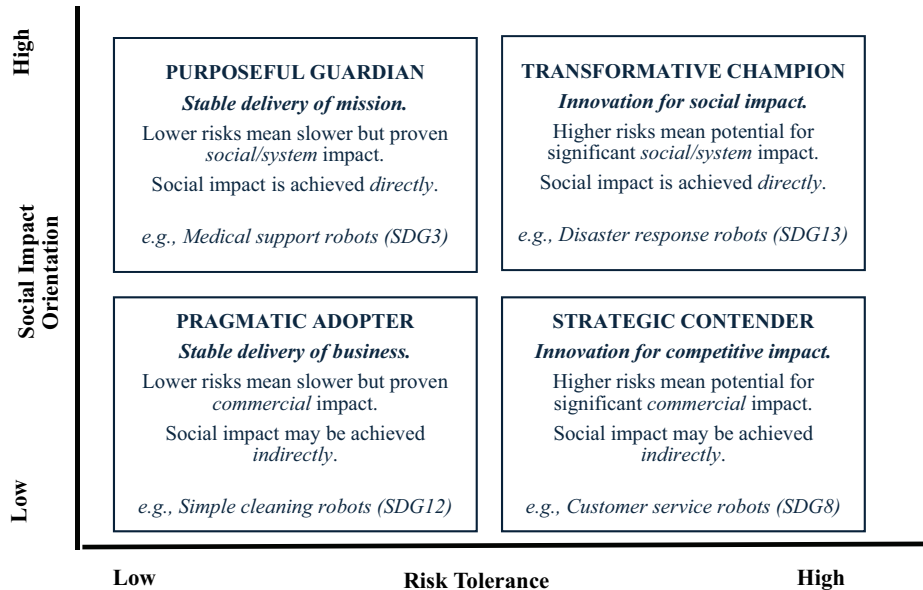 High
PURPOSEFUL GUARDIAN
Stable delivery of mission.
Lower risks mean slower but proven
social/system impact.
Social impact is achieved directly.
e.g., Medical support robots (SDG3)
TRANSFORMATIVE CHAMPION
Innovation for social impact.
Higher risks mean potential for
significant social/system impact.
Social impact is achieved directly.
e.g., Disaster response robots (SDG13)
Social Impact
Orientation
PRAGMATIC ADOPTER
Stable delivery of business.
Lower risks mean slower but proven
commercial impact.
Social impact may be achieved
indirectly.
e.g., Simple cleaning robots (SDG12)
STRATEGIC CONTENDER
Innovation for competitive impact.
Higher risks mean potential for
significant commercial impact.
Social impact may be achieved
indirectly.
e.g., Customer service robots (SDG8)
Low
Low
Risk Tolerance
High